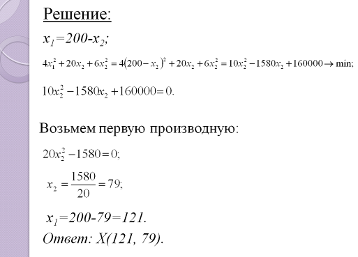 Решение:
x₁=200-x₂;
4x₁²+20x₂+6x₂²=4(200−x₂)²+20x₂+6x₂²=10x₂²−1580x₂+160000→min;
10x₂²−1580x₂+160000=0.
Возьмем первую производную:
20x₂²−1580=0;
x₂=1580/20=79;
x₁=200-79=121.
Ответ: X(121, 79).